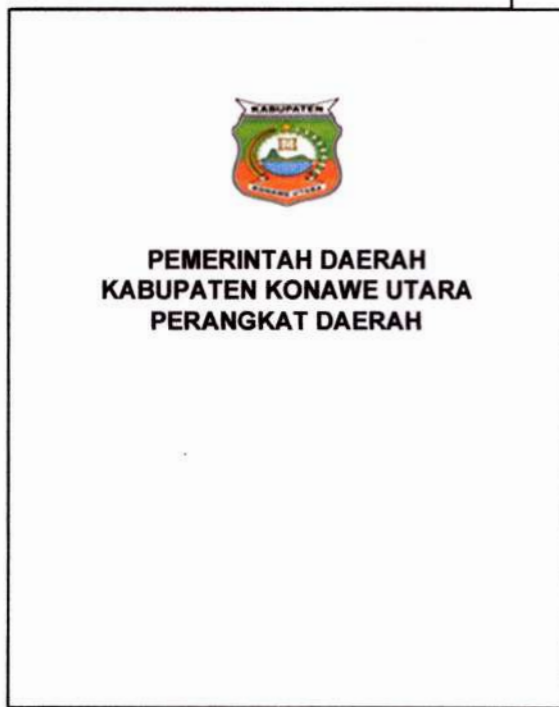 KABUPATEN
KONAWE UTARA
PEMERINTAH DAERAH
KABUPATEN KONAWE UTARA
PERANGKAT DAERAH